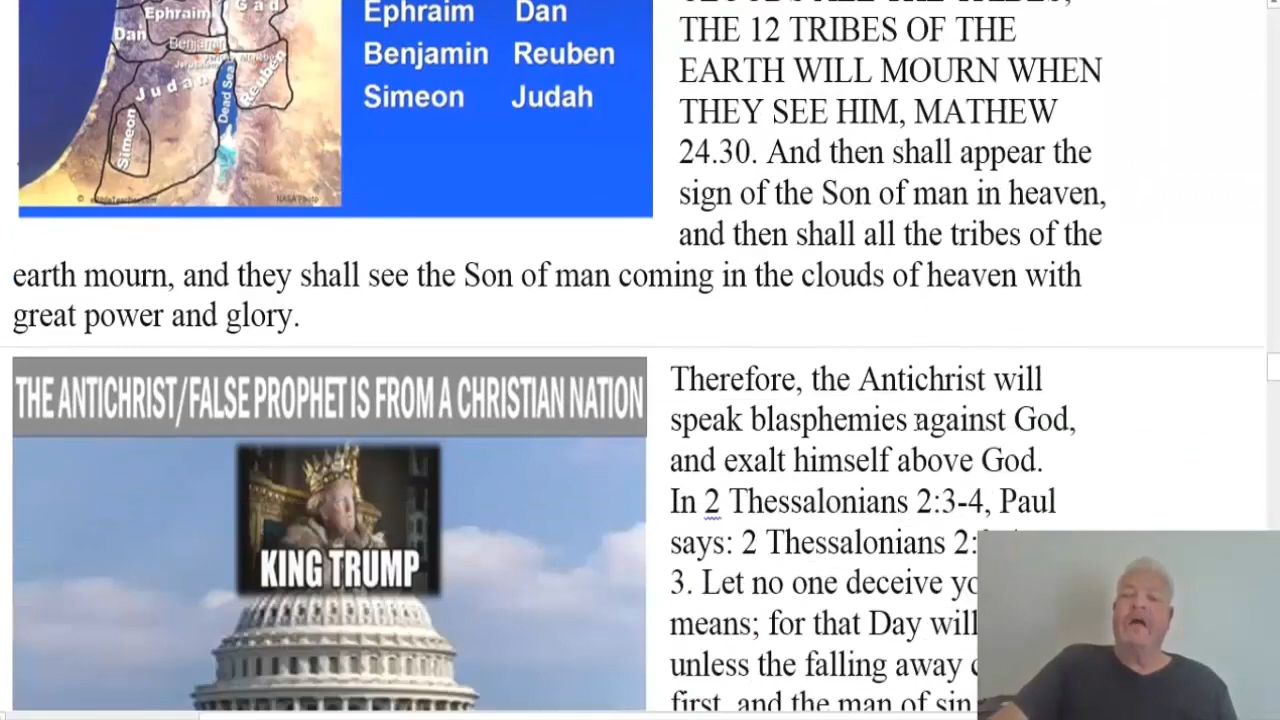 Ephraim
Gad
Dan
Benjamin
Judah
Dead Sea
Reuben
Simeon
NASA Photo
Ephraim Dan
Benjamin Reuben
Simeon Judah
THE 12 TRIBES OF THE
EARTH WILL MOURN WHEN
THEY SEE HIM, MATHEW
24.30. And then shall appear the
sign of the Son of man in heaven,
and then shall all the tribes of the
earth mourn, and they shall see the Son of man coming in the clouds of heaven with
great power and glory.
THE ANTICHRIST/FALSE PROPHET IS FROM A CHRISTIAN NATION
KING TRUMP
Therefore, the Antichrist will
speak blasphemies against God,
and exalt himself above God.
In 2 Thessalonians 2:3-4, Paul
says: 2 Thessalonians 2:
3. Let no one deceive yo
means; for that Day will
unless the falling away
first, and the man of sin